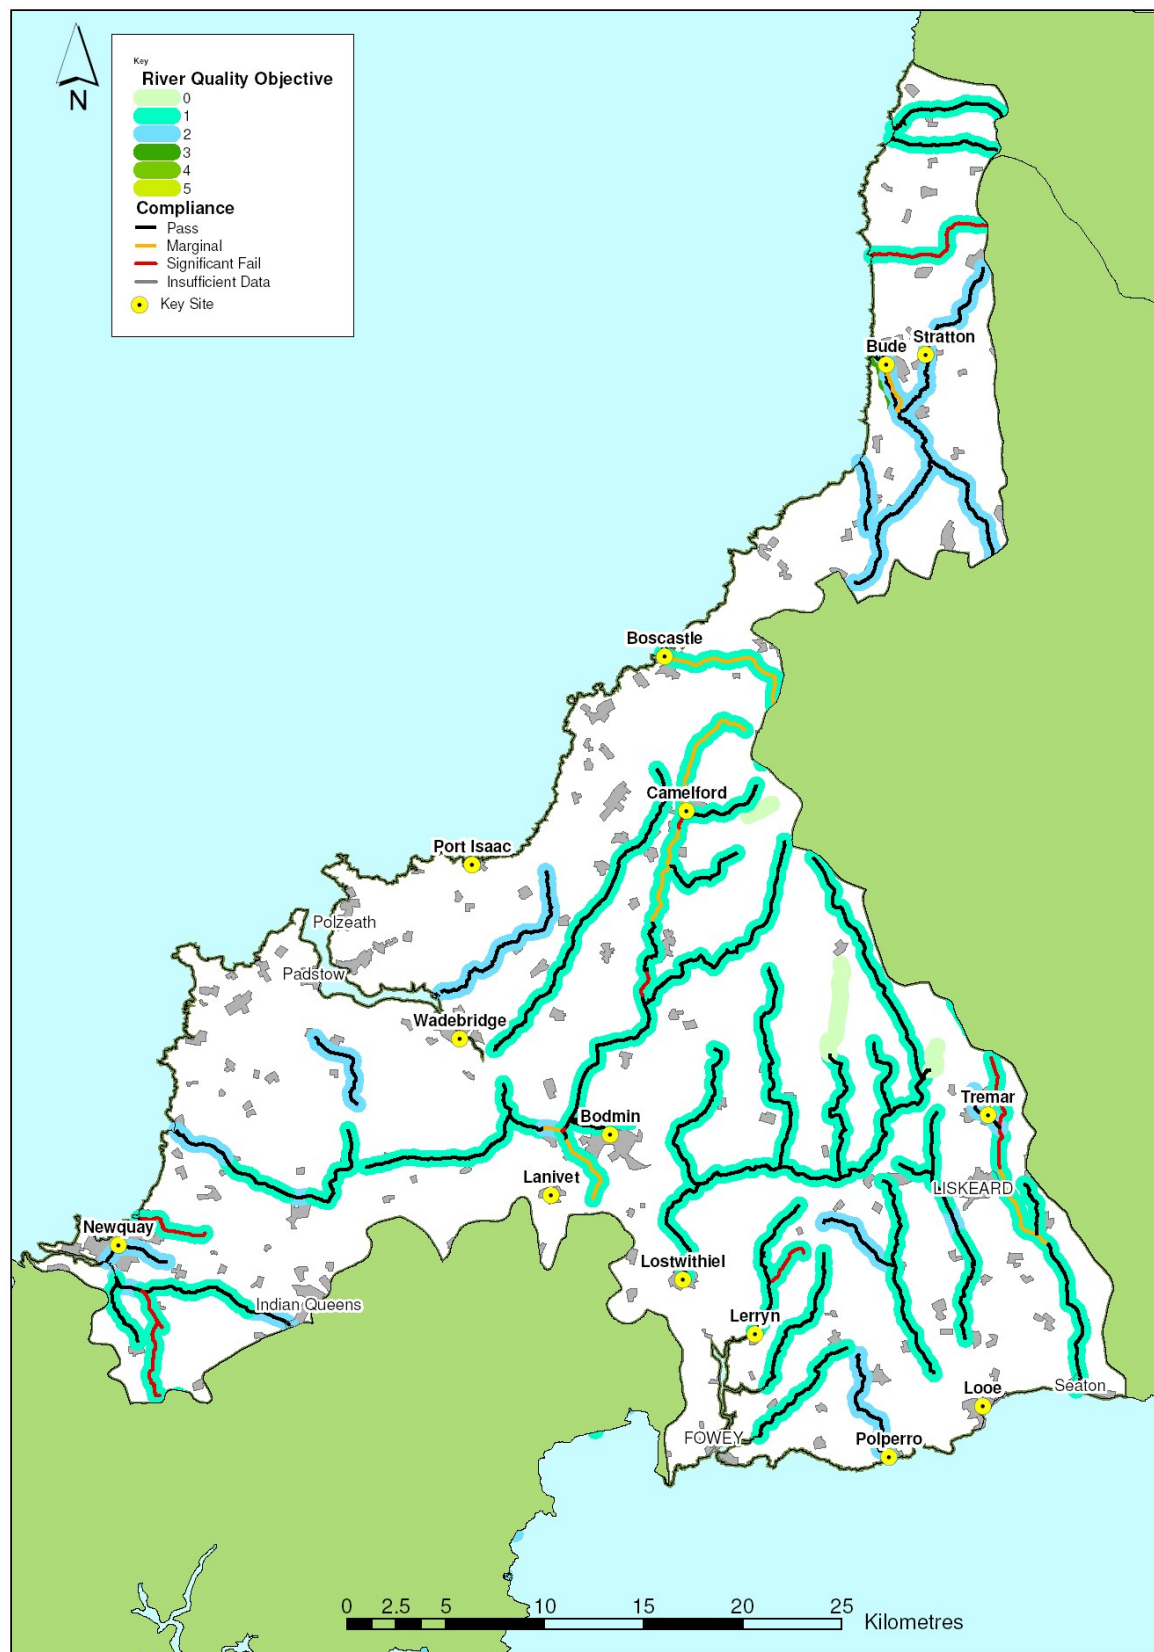 Key
River Quality Objective
0
1
2
3
4
5
Compliance
Pass
Marginal
Significant Fail
Insufficient Data
Key Site
N
Stratton
Bude
Boscastle
Camelford
Port Isaac
Polzeath
Padstow
Wadebridge
Tremar
Bodmin
Lanivet
LISKEARD
Newquay
Lostwithiel
Indian Queens
Lerryn
Looe
Seaton
FOWEY
Polperro
0 2.5 5 10 15 20 25
Kilometres